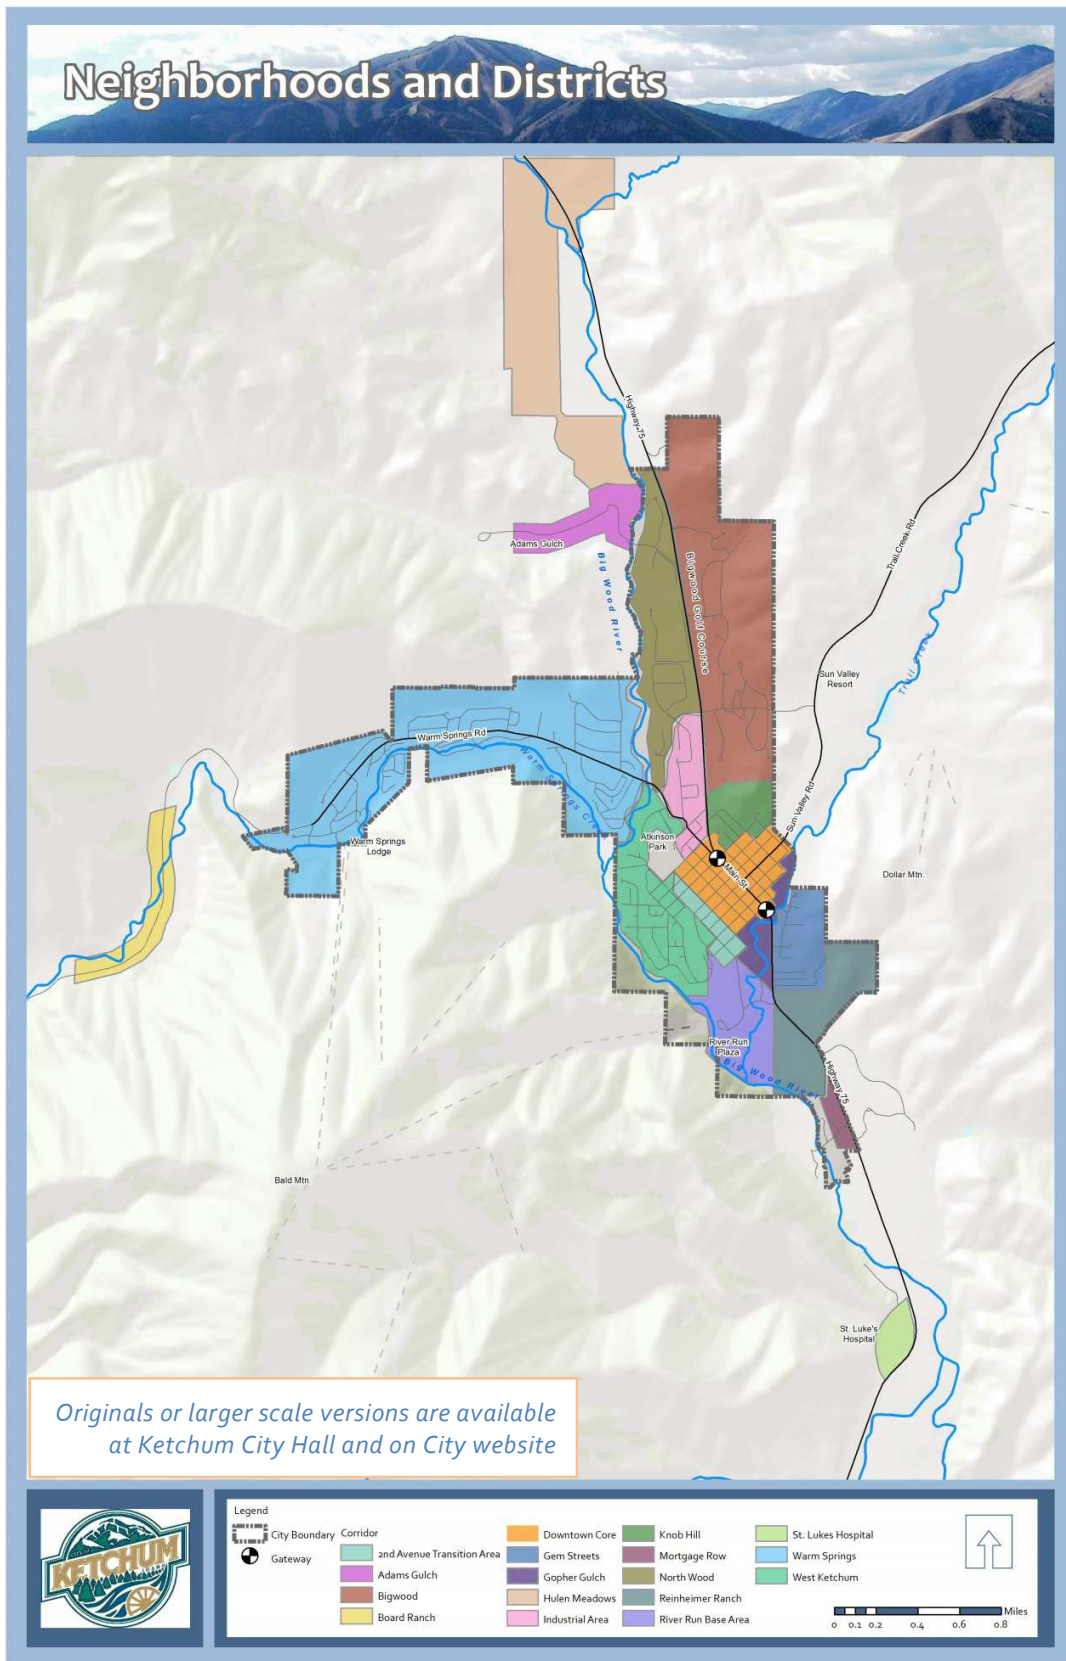 Neighborhoods and Districts
Highway 75
Trail Creek Rd
Adams Gulch
Big Wood River
Bigwood Golf Course
Trail Creek
Sun Valley
Resort
Warm Springs Rd
Warm Springs Creek
Sun Valley Rd
Atkinson
Park
Warm Springs
Lodge
Main St
Dollar Mtn.
River Run
Plaza
Big Wood River
Highway 75
Bald Mtn.
St. Luke's
Hospital
Originals or larger scale versions are available
at Ketchum City Hall and on City website
CITY OF
KETCHUM
IDAHO
Legend
City Boundary
Gateway
Corridor
2nd Avenue Transition Area
Adams Gulch
Bigwood
Board Ranch
Downtown Core
Gem Streets
Gopher Gulch
Hulen Meadows
Industrial Area
Knob Hill
Mortgage Row
North Wood
Reinheimer Ranch
River Run Base Area
St. Lukes Hospital
Warm Springs
West Ketchum
Miles
0 0.1 0.2 0.4 0.6 0.8